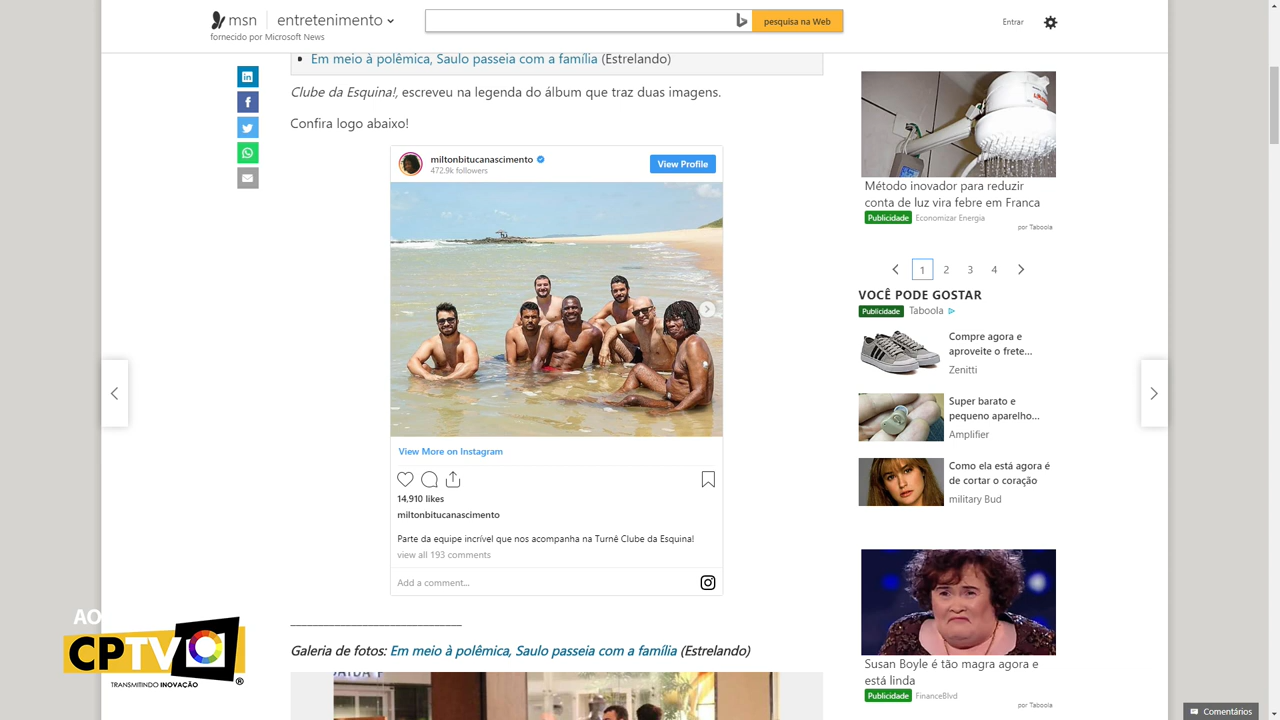 msn
entretenimento
pesquisa na Web
Entrar
fornecido por Microsoft News
Em meio à polêmica, Saulo passeia com a família (Estrelando)
Clube da Esquina!, escreveu na legenda do álbum que traz duas imagens.
Confira logo abaixo!
miltonbitucanascimento
472.9k followers
View Profile
View More on Instagram
14,910 likes
miltonbitucanascimento
Parte da equipe incrível que nos acompanha na Turnê Clube da Esquina!
view all 193 comments
Add a comment...
Galeria de fotos: Em meio à polêmica, Saulo passeia com a família (Estrelando)
Método inovador para reduzir
conta de luz vira febre em Franca
Publicidade Economizar Energia
por Taboola
1 2 3 4
VOCÊ PODE GOSTAR
Publicidade Taboola
Compre agora e
aproveite o frete...
Zenitti
Super barato e
pequeno aparelho...
Amplifier
Como ela está agora é
de cortar o coração
military Bud
Susan Boyle é tão magra agora e
está linda
Publicidade FinanceBlvd
por Taboola
Comentários
AO
CPTV
®
TRANSMITINDO INOVAÇÃO